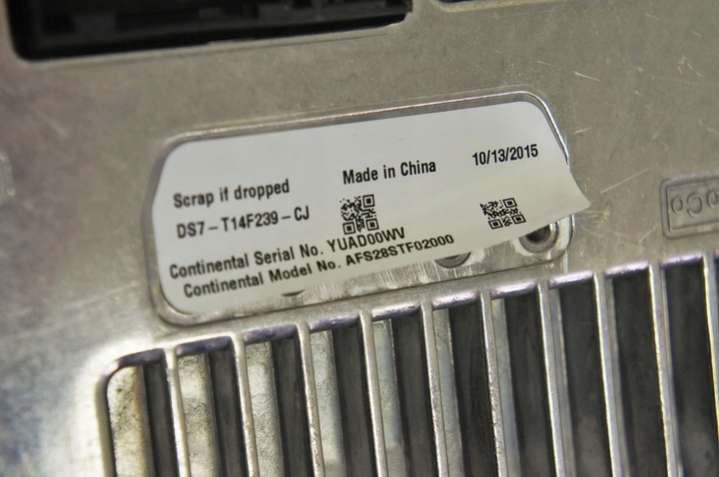 Scrap if dropped
Made in China
10/13/2015
DS7-T14F239-CJ
Continental Serial No. YUAD00WV
Continental Model No. AFS28STF02000